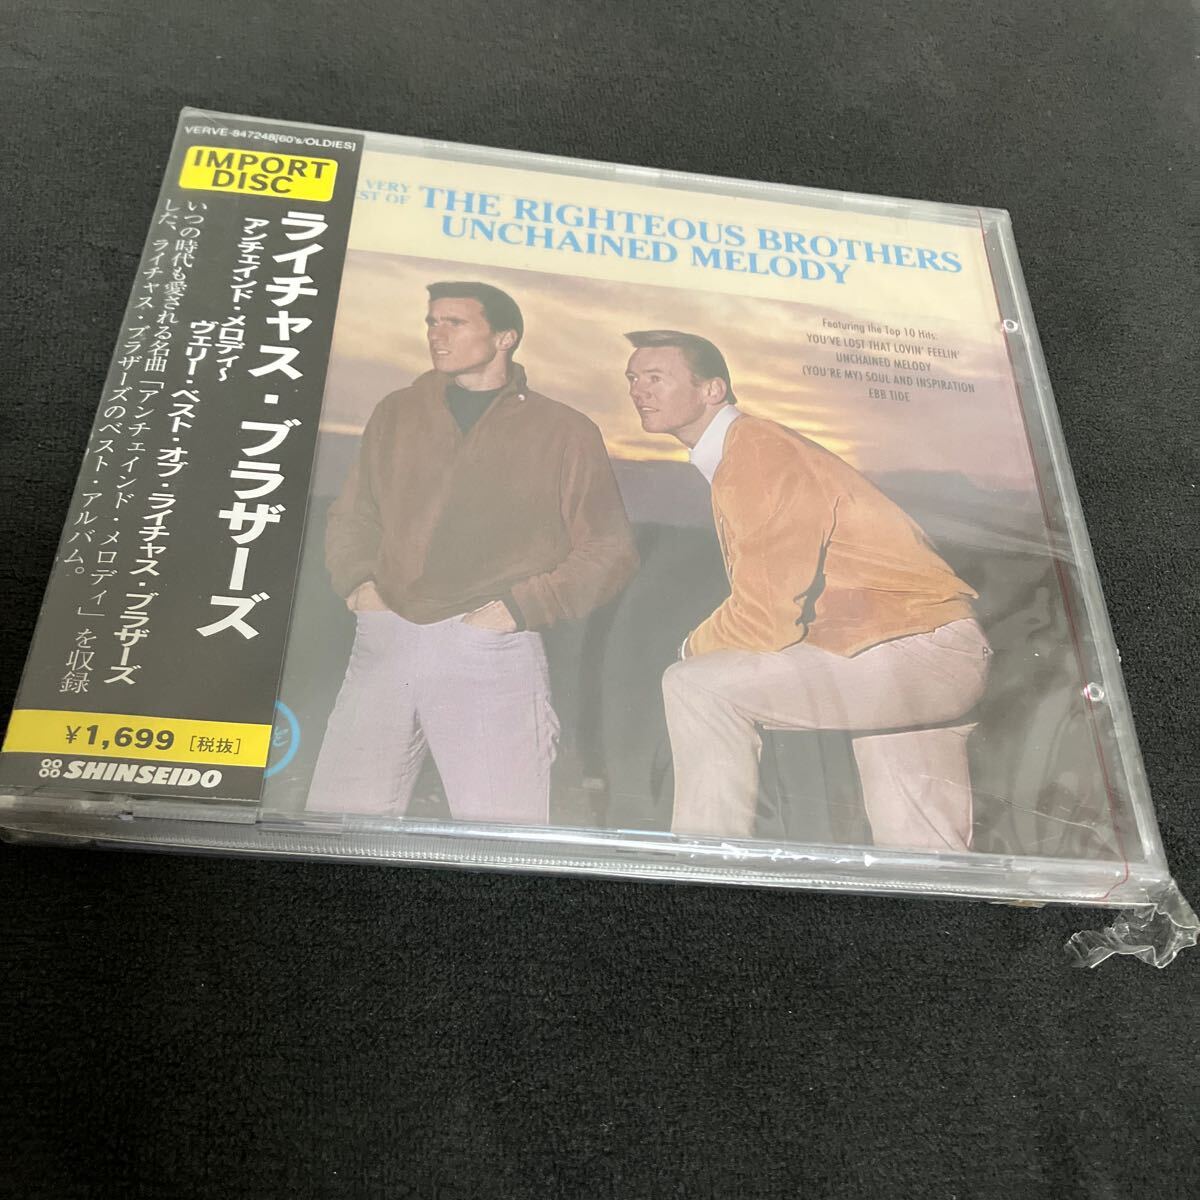 VERVE-847248[60's/OLDIES]
IMPORT
DISC
ライチャス・ブラザーズ
アンチェインド・メロディ〜
ヴェリー・ベスト・オブ・ライチャス・ブラザーズ
いつの時代も愛される名曲「アンチェインド・メロディ」を収録
した、ライチャス・ブラザーズのベスト・アルバム。
¥1,699 [税抜]
SHINSEIDO
VERY
ST OF
THE RIGHTEOUS BROTHERS
UNCHAINED MELODY
Featuring the Top 10 Hits:
YOU'VE LOST THAT LOVIN' FEELIN'
UNCHAINED MELODY
(YOU'RE MY) SOUL AND INSPIRATION
EBB TIDE